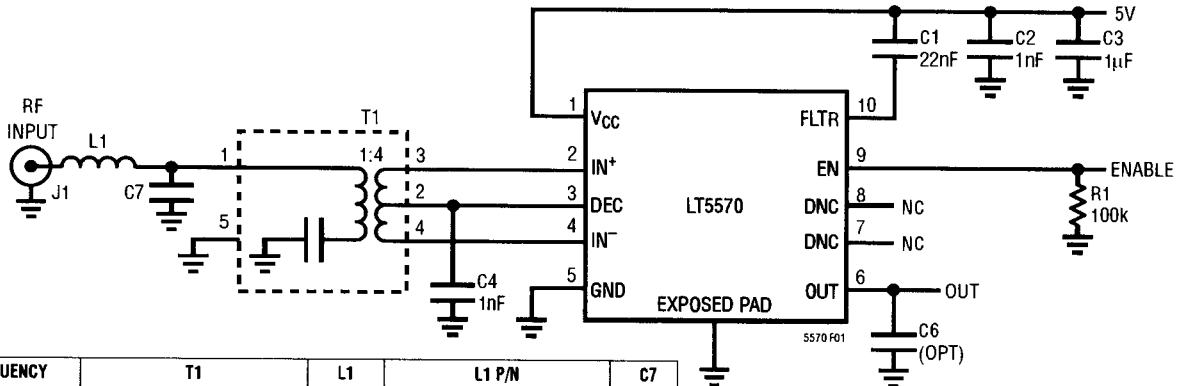 5V
C1
22nF
C2
1nF
C3
1µF
RF
INPUT
L1
J1
C7
T1
1:4
1
5
3
2
4
C4
1nF
1
VCC
2
IN+
3
DEC
4
IN−
5
GND
LT5570
EXPOSED PAD
10
FLTR
9
EN
ENABLE
R1
100k
8
DNC
NC
7
DNC
NC
6
OUT
OUT
C6
(OPT)
5570 F01
UENCY T1 L1 L1 P/N C7